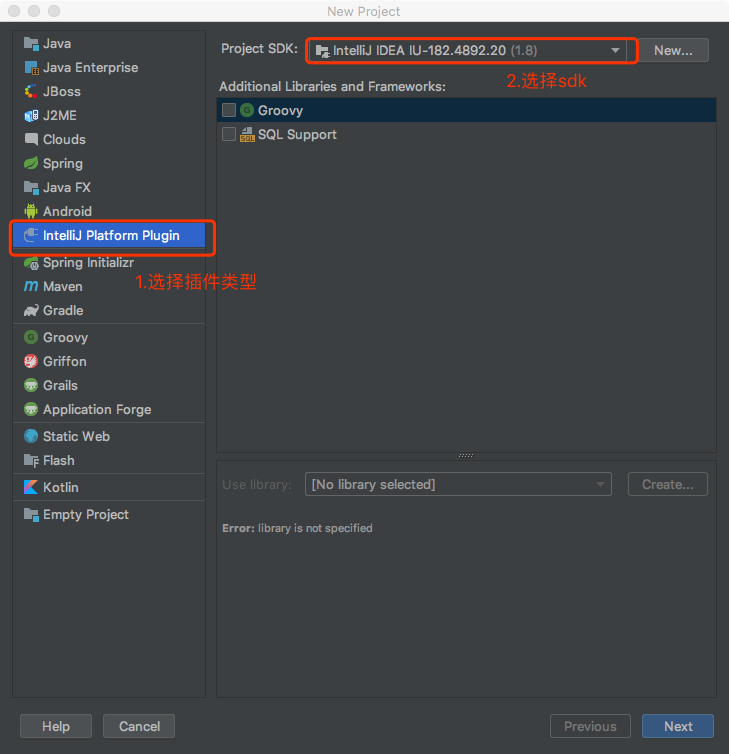 New Project
Java
Java Enterprise
JBoss
J2ME
Clouds
Spring
Java FX
Android
IntelliJ Platform Plugin
Spring Initializr
Maven
Gradle
Groovy
Griffon
Grails
Application Forge
Static Web
Flash
Kotlin
Empty Project
1.选择插件类型
Project SDK: IntelliJ IDEA IU-182.4892.20 (1.8) New...
2.选择sdk
Additional Libraries and Frameworks:
G Groovy
SQL SQL Support
Use library: [No library selected] Create...
Error: library is not specified
Help Cancel Previous Next